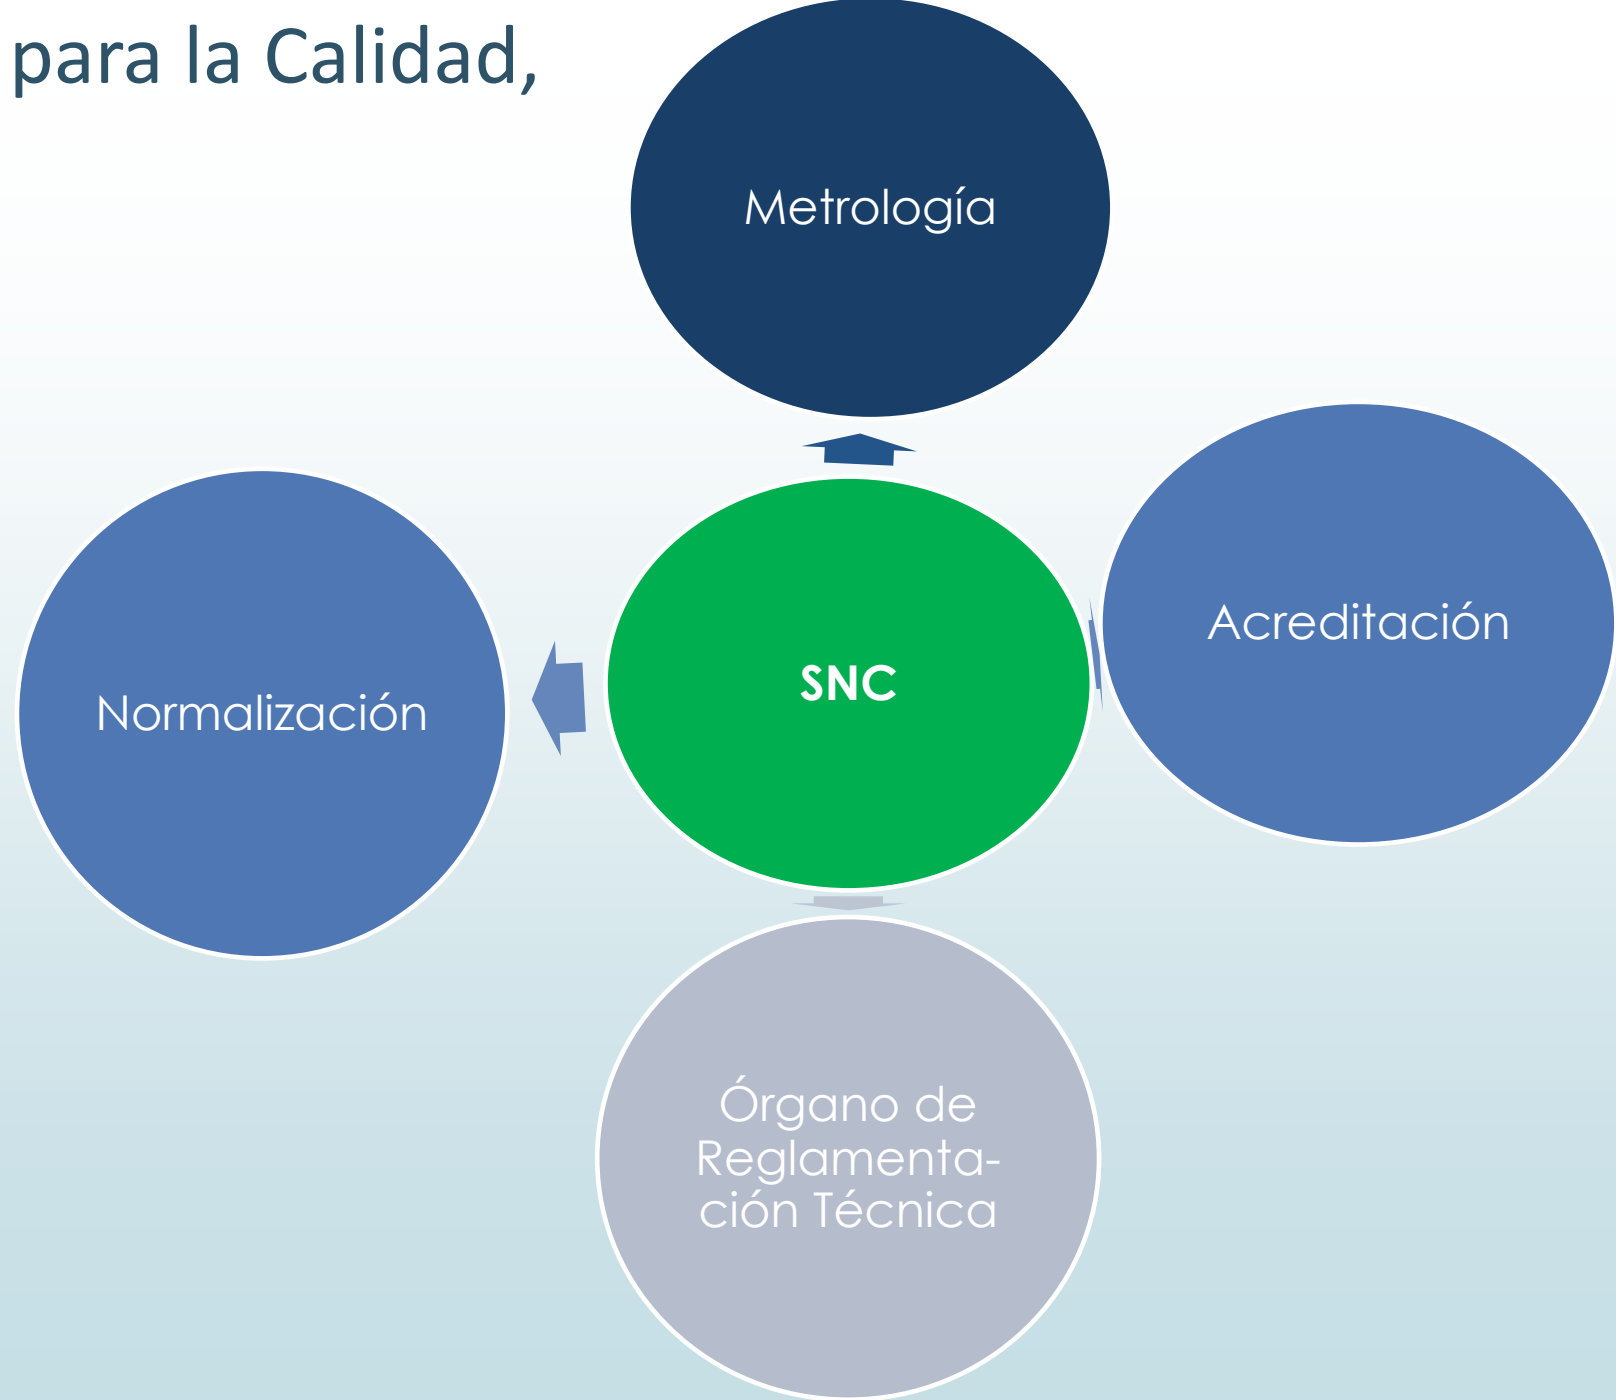 para la Calidad,
Metrología
Acreditación
SNC
Normalización
Órgano de
Reglamenta-
ción Técnica